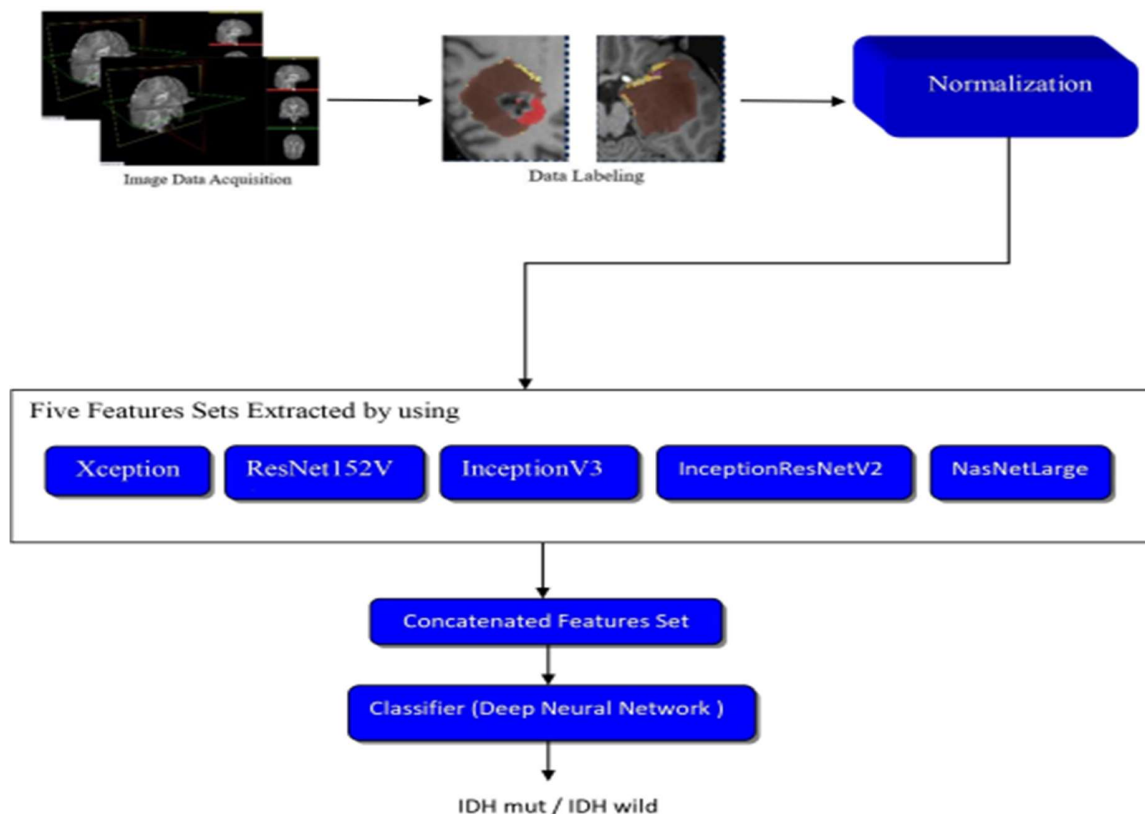 Image Data Acquisition
Data Labeling
Normalization
Five Features Sets Extracted by using
Xception
ResNet152V
InceptionV3
InceptionResNetV2
NasNetLarge
Concatenated Features Set
Classifier (Deep Neural Network )
IDH mut / IDH wild